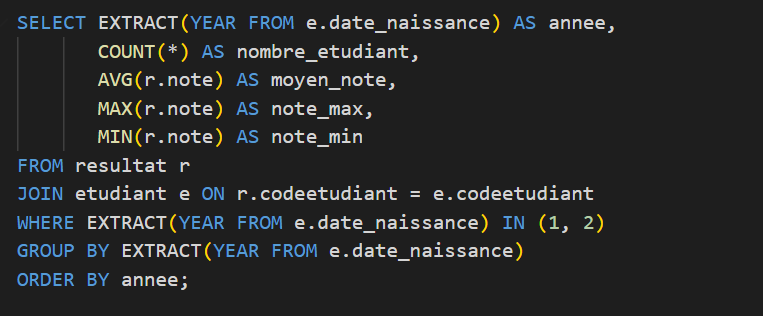 SELECT EXTRACT(YEAR FROM e.date_naissance) AS annee,
COUNT(*) AS nombre_etudiant,
AVG(r.note) AS moyen_note,
MAX(r.note) AS note_max,
MIN(r.note) AS note_min
FROM resultat r
JOIN etudiant e ON r.codeetudiant = e.codeetudiant
WHERE EXTRACT(YEAR FROM e.date_naissance) IN (1, 2)
GROUP BY EXTRACT(YEAR FROM e.date_naissance)
ORDER BY annee;